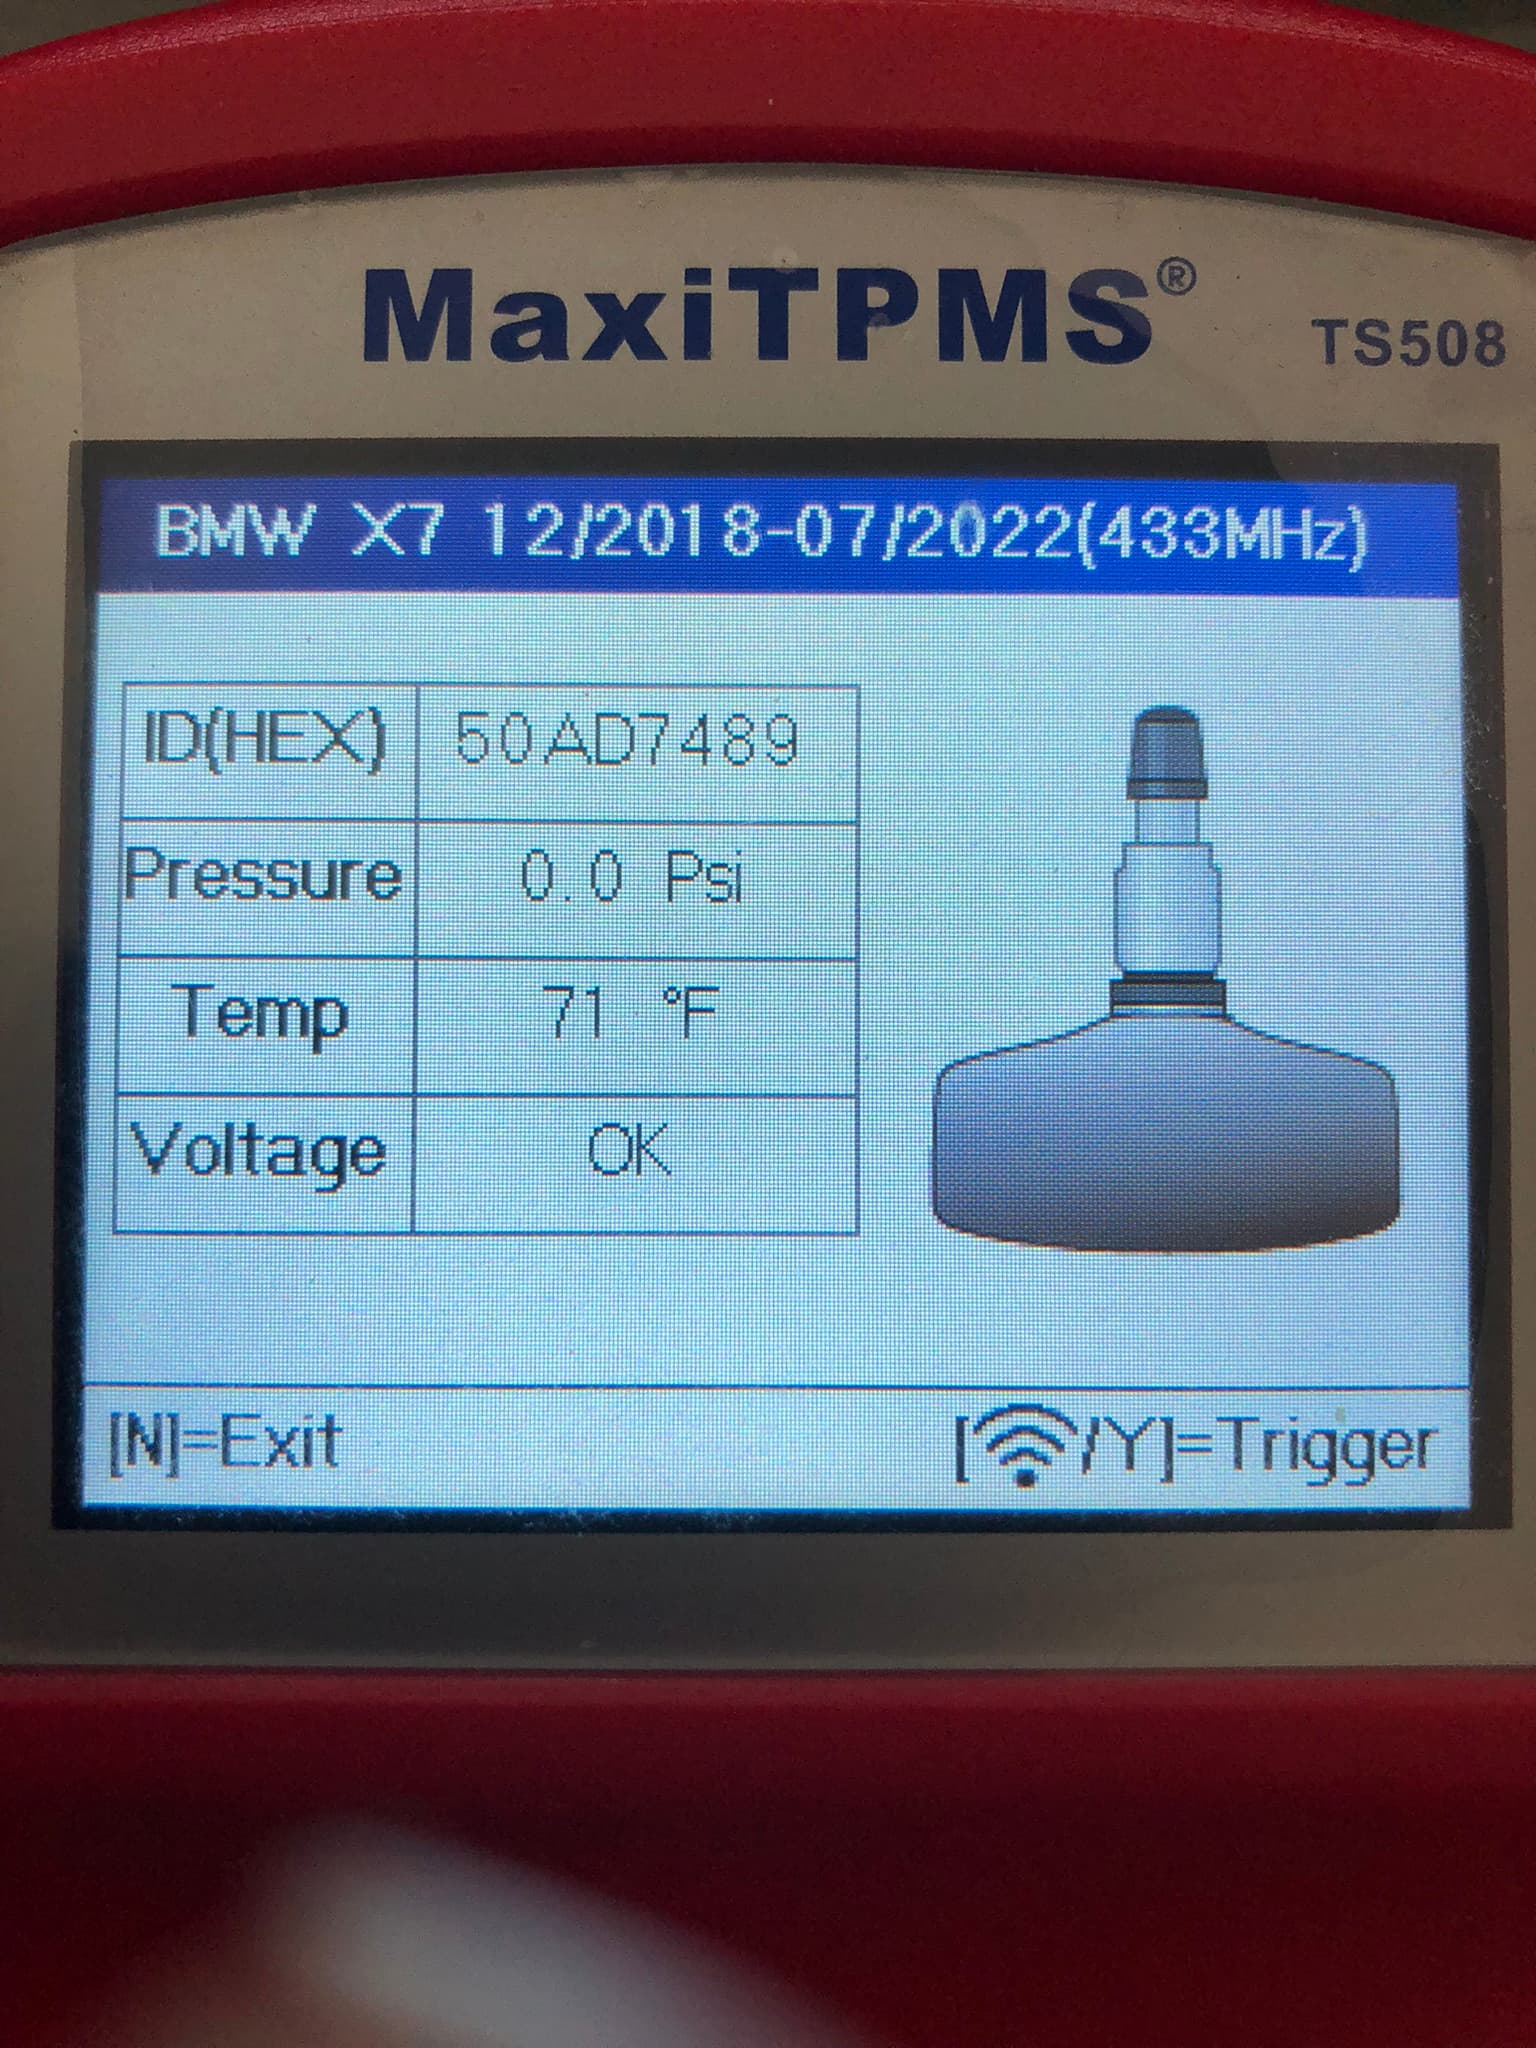 MaxiTPMS®
TS508
BMW X7 12/2018-07/2022(433MHz)
ID(HEX) 50AD7489
Pressure 0.0 Psi
Temp 71 °F
Voltage OK
[N]=Exit [/Y]=Trigger